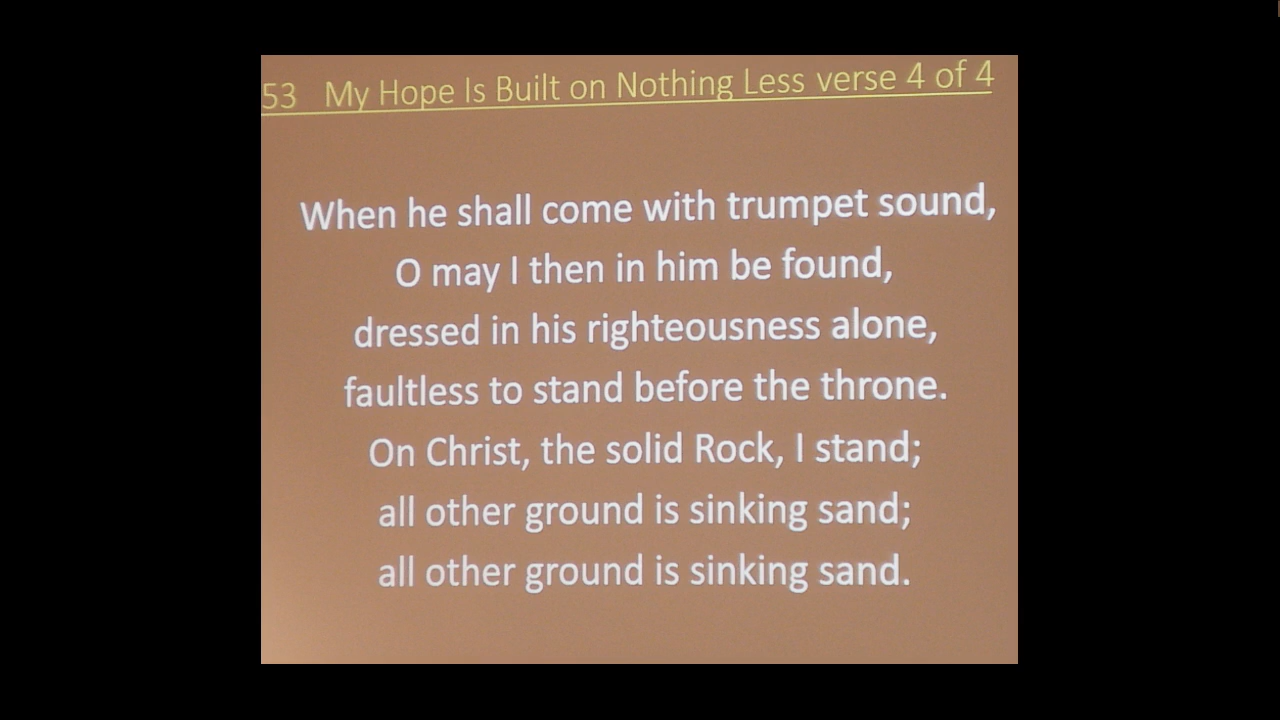 53 My Hope Is Built on Nothing Less verse 4 of 4
When he shall come with trumpet sound,
O may I then in him be found,
dressed in his righteousness alone,
faultless to stand before the throne.
On Christ, the solid Rock, I stand;
all other ground is sinking sand;
all other ground is sinking sand.